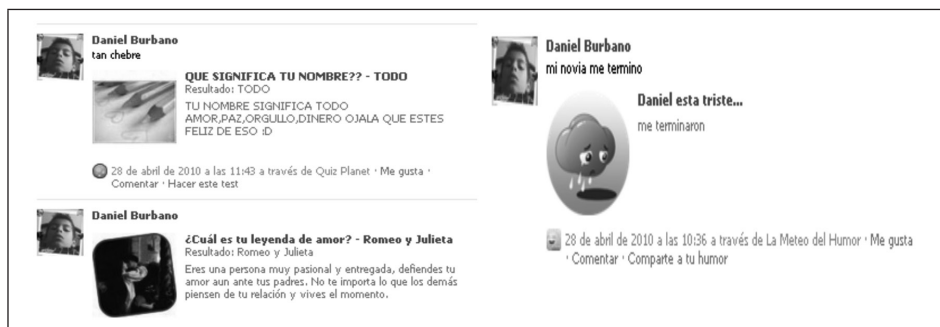 Daniel Burbano
tan chebre
QUE SIGNIFICA TU NOMBRE?? - TODO
Resultado: TODO
TU NOMBRE SIGNIFICA TODO
AMOR,PAZ,ORGULLO,DINERO OJALA QUE ESTES
FELIZ DE ESO :D
28 de abril de 2010 a las 11:43 a través de Quiz Planet · Me gusta ·
Comentar · Hacer este test
Daniel Burbano
¿Cuál es tu leyenda de amor? - Romeo y Julieta
Resultado: Romeo y Julieta
Eres una persona muy pasional y entregada, defiendes tu
amor aun ante tus padres. No te importa lo que los demás
piensen de tu relación y vives el momento.
Daniel Burbano
mi novia me termino
Daniel esta triste...
me terminaron
28 de abril de 2010 a las 10:36 a través de La Meteo del Humor · Me gusta
· Comentar · Comparte a tu humor